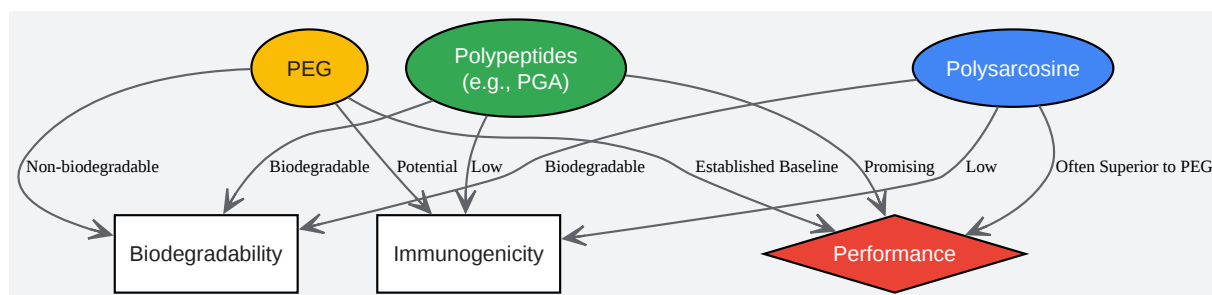 PEG
Polypeptides
(e.g., PGA)
Polysarcosine
Non-biodegradable
Biodegradable
Potential
Low
Biodegradable
Established Baseline
Promising
Low
Often Superior to PEG
Biodegradability
Immunogenicity
Performance